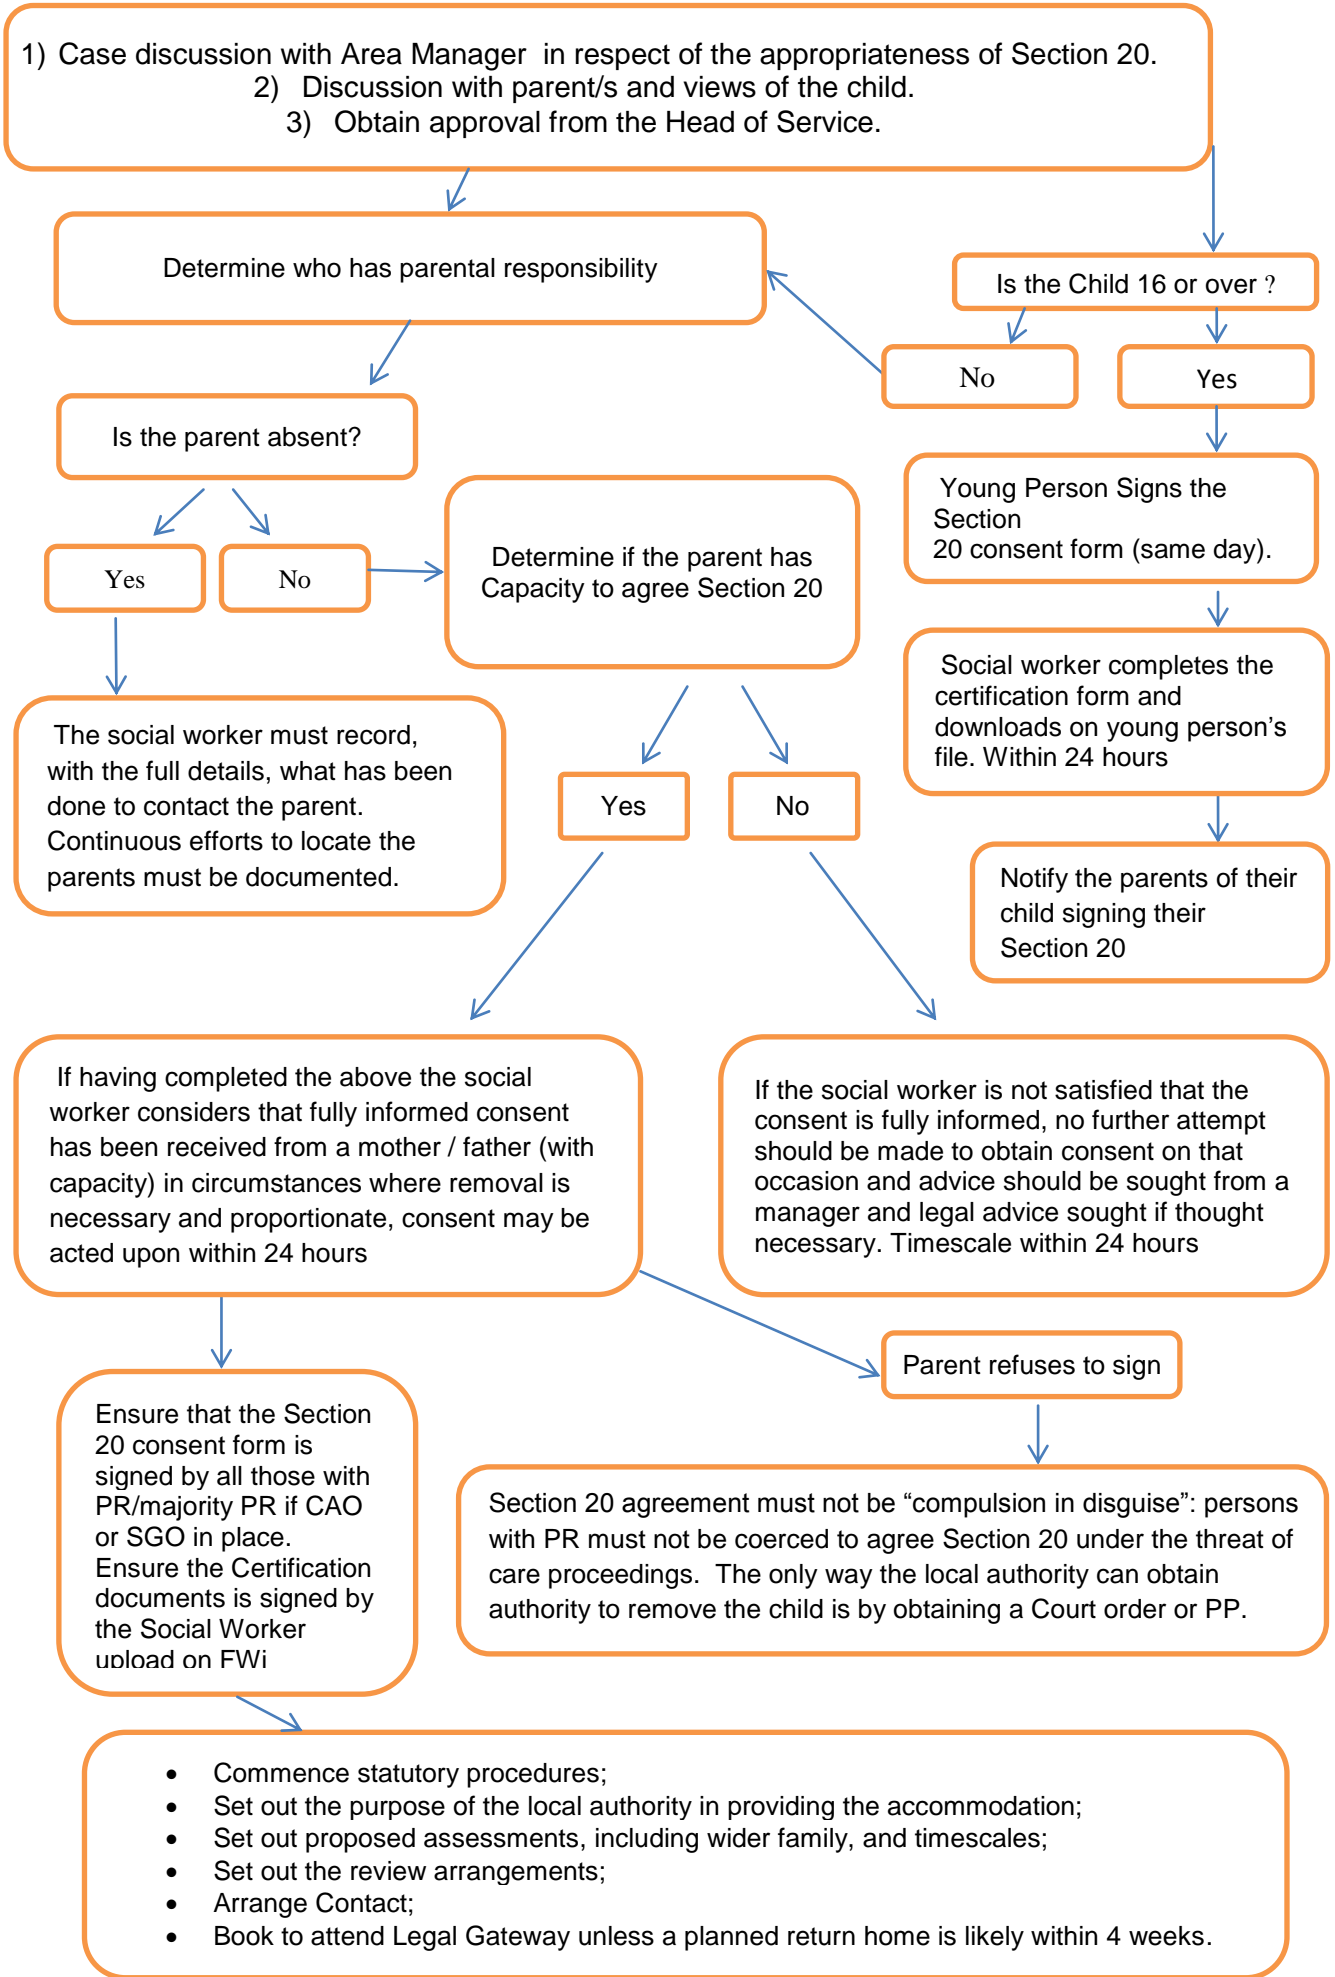 1) Case discussion with Area Manager in respect of the appropriateness of Section 20.
2) Discussion with parent/s and views of the child.
3) Obtain approval from the Head of Service.
Determine who has parental responsibility
Is the Child 16 or over ?
No
Yes
Is the parent absent?
Young Person Signs the
Section
20 consent form (same day).
Yes
No
Determine if the parent has
Capacity to agree Section 20
Social worker completes the
certification form and
downloads on young person's
file. Within 24 hours
The social worker must record,
with the full details, what has been
done to contact the parent.
Continuous efforts to locate the
parents must be documented.
Yes
No
Notify the parents of their
child signing their
Section 20
If having completed the above the social
worker considers that fully informed consent
has been received from a mother / father (with
capacity) in circumstances where removal is
necessary and proportionate, consent may be
acted upon within 24 hours
If the social worker is not satisfied that the
consent is fully informed, no further attempt
should be made to obtain consent on that
occasion and advice should be sought from a
manager and legal advice sought if thought
necessary. Timescale within 24 hours
Parent refuses to sign
Ensure that the Section
20 consent form is
signed by all those with
PR/majority PR if CAO
or SGO in place.
Ensure the Certification
documents is signed by
the Social Worker
upload on FWi
Section 20 agreement must not be “compulsion in disguise”: persons
with PR must not be coerced to agree Section 20 under the threat of
care proceedings. The only way the local authority can obtain
authority to remove the child is by obtaining a Court order or PP.
• Commence statutory procedures;
• Set out the purpose of the local authority in providing the accommodation;
• Set out proposed assessments, including wider family, and timescales;
• Set out the review arrangements;
• Arrange Contact;
• Book to attend Legal Gateway unless a planned return home is likely within 4 weeks.